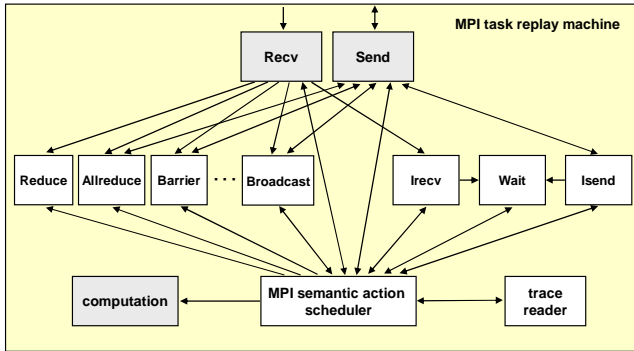 MPI task replay machine
Recv
Send
Reduce
Allreduce
Barrier
...
Broadcast
Irecv
Wait
Isend
computation
MPI semantic action
scheduler
trace
reader